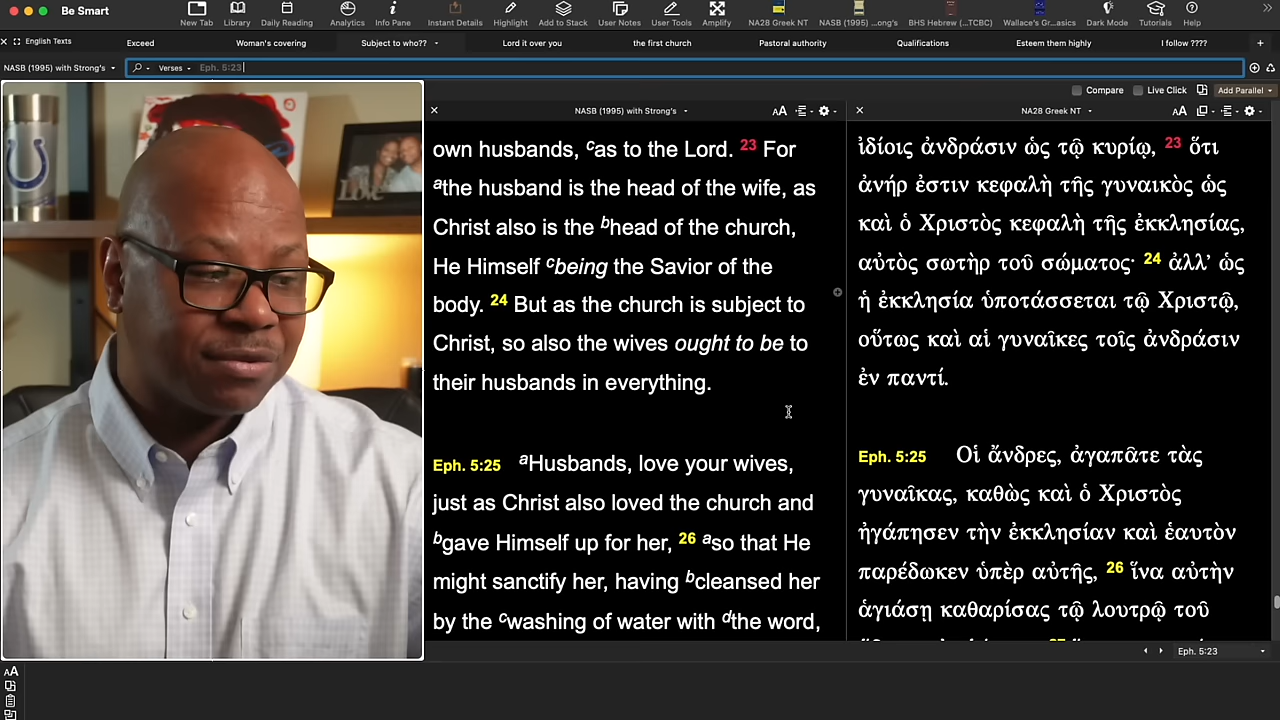 Be Smart
New Tab
Library
Daily Reading
Analytics
Info Pane
Instant Details
Highlight
Add to Stack
User Notes
User Tools
Amplify
NA28 Greek NT
NASB (1995) ...ong's
BHS Hebrew (...TCBC)
Wallace's Gr...asics
Dark Mode
Tutorials
Help
English Texts
Exceed
Woman's covering
Subject to who??
Lord it over you
the first church
Pastoral authority
Qualifications
Esteem them highly
I follow ????
NASB (1995) with Strong's
Verses
Eph. 5:23
Compare
Live Click
Add Parallel
NASB (1995) with Strong's
AA
own husbands, ᶜas to the Lord. 23 For
ᵃthe husband is the head of the wife, as
Christ also is the ᵇhead of the church,
He Himself ᶜbeing the Savior of the
body. 24 But as the church is subject to
Christ, so also the wives ought to be to
their husbands in everything.
Eph. 5:25 ᵃHusbands, love your wives,
just as Christ also loved the church and
ᵇgave Himself up for her, 26 ᵃso that He
might sanctify her, having ᵇcleansed her
by the ᶜwashing of water with ᵈthe word,
NA28 Greek NT
AA
ἰδίοις ἀνδράσιν ὡς τῷ κυρίῳ, 23 ὅτι
ἀνήρ ἐστιν κεφαλὴ τῆς γυναικὸς ὡς
καὶ ὁ Χριστὸς κεφαλὴ τῆς ἐκκλησίας,
αὐτὸς σωτὴρ τοῦ σώματος· 24 ἀλλ’ ὡς
ἡ ἐκκλησία ὑποτάσσεται τῷ Χριστῷ,
οὕτως καὶ αἱ γυναῖκες τοῖς ἀνδράσιν
ἐν παντί.
Eph. 5:25 Οἱ ἄνδρες, ἀγαπᾶτε τὰς
γυναῖκας, καθὼς καὶ ὁ Χριστὸς
ἠγάπησεν τὴν ἐκκλησίαν καὶ ἑαυτὸν
παρέδωκεν ὑπὲρ αὐτῆς, 26 ἵνα αὐτὴν
ἁγιάσῃ καθαρίσας τῷ λουτρῷ τοῦ
Eph. 5:23
AA
LOVE